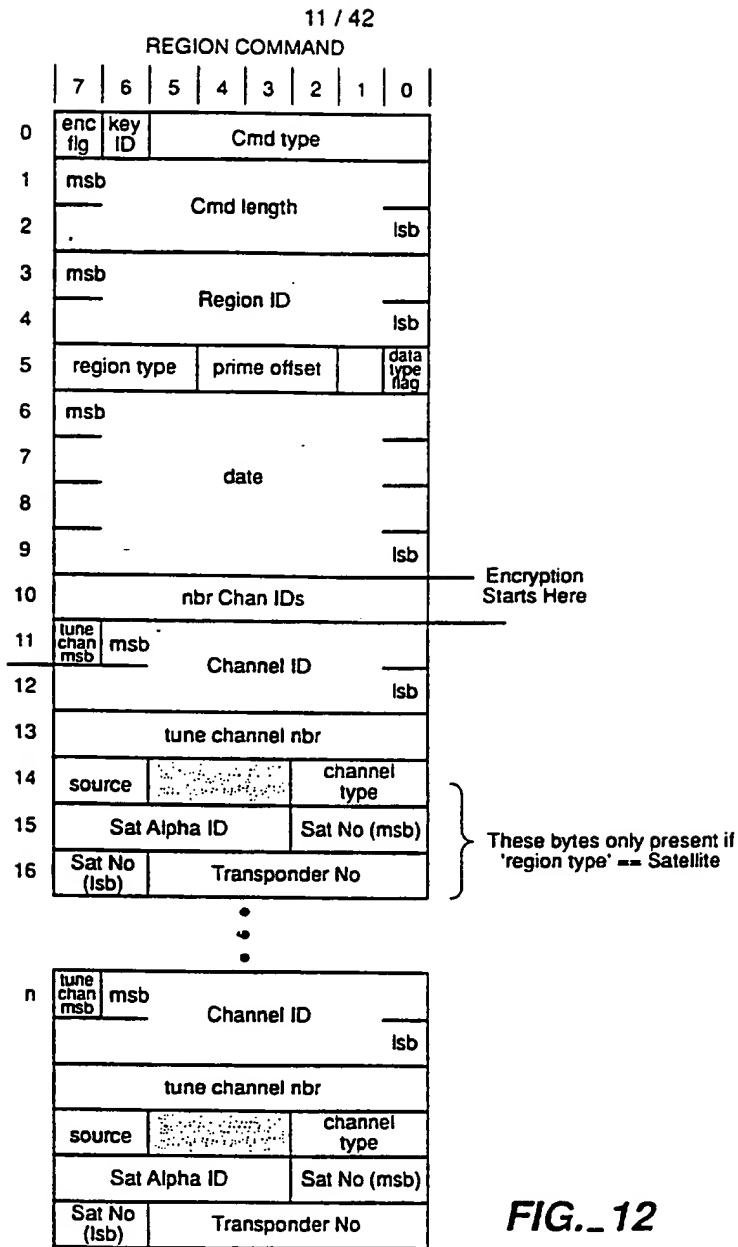 11 / 42
REGION COMMAND
7 6 5 4 3 2 1 0
0 enc flg key ID Cmd type
1 msb
Cmd length
2 lsb
3 msb
Region ID
4 lsb
5 region type prime offset data type flag
6 msb
7
date
8
9 lsb
Encryption
Starts Here
10 nbr Chan IDs
11 tune chan msb msb
Channel ID
12 lsb
13 tune channel nbr
14 source channel type
15 Sat Alpha ID Sat No (msb)
16 Sat No (lsb) Transponder No
These bytes only present if
'region type' == Satellite
n tune chan msb msb
Channel ID
lsb
tune channel nbr
source channel type
Sat Alpha ID Sat No (msb)
Sat No (lsb) Transponder No
FIG._12